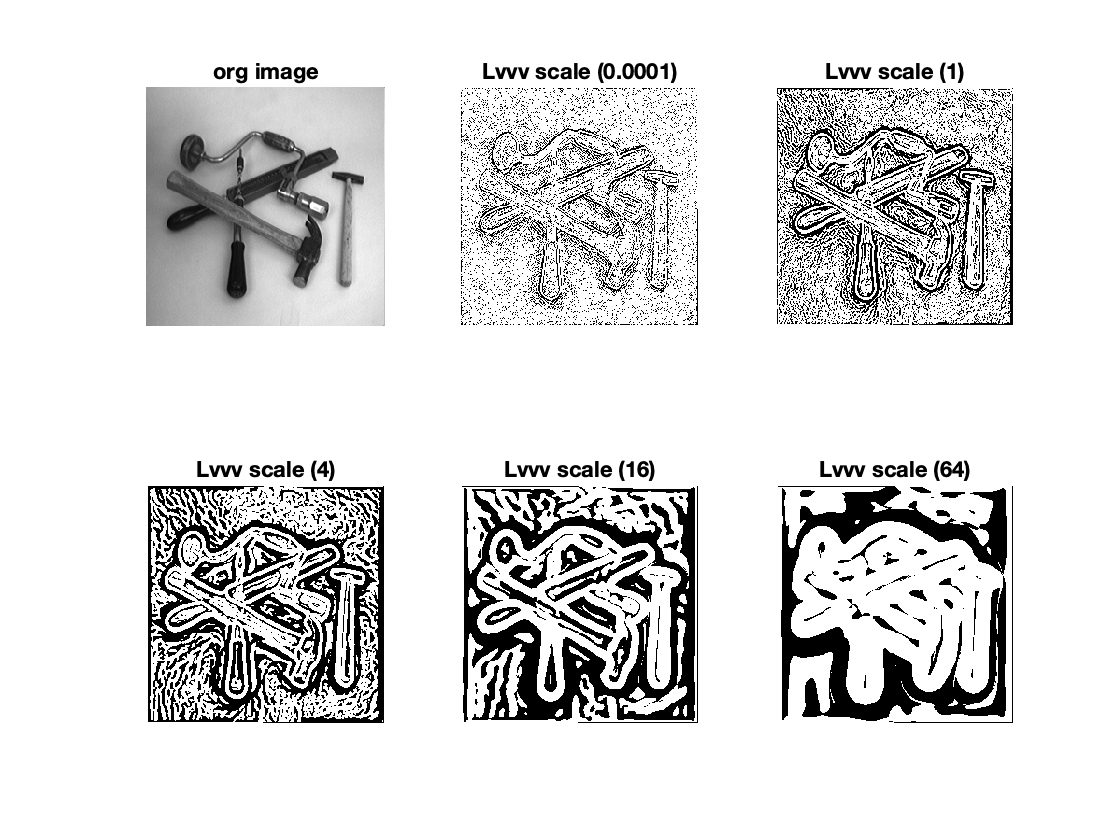 org image
Lvvv scale (0.0001)
Lvvv scale (1)
Lvvv scale (4)
Lvvv scale (16)
Lvvv scale (64)